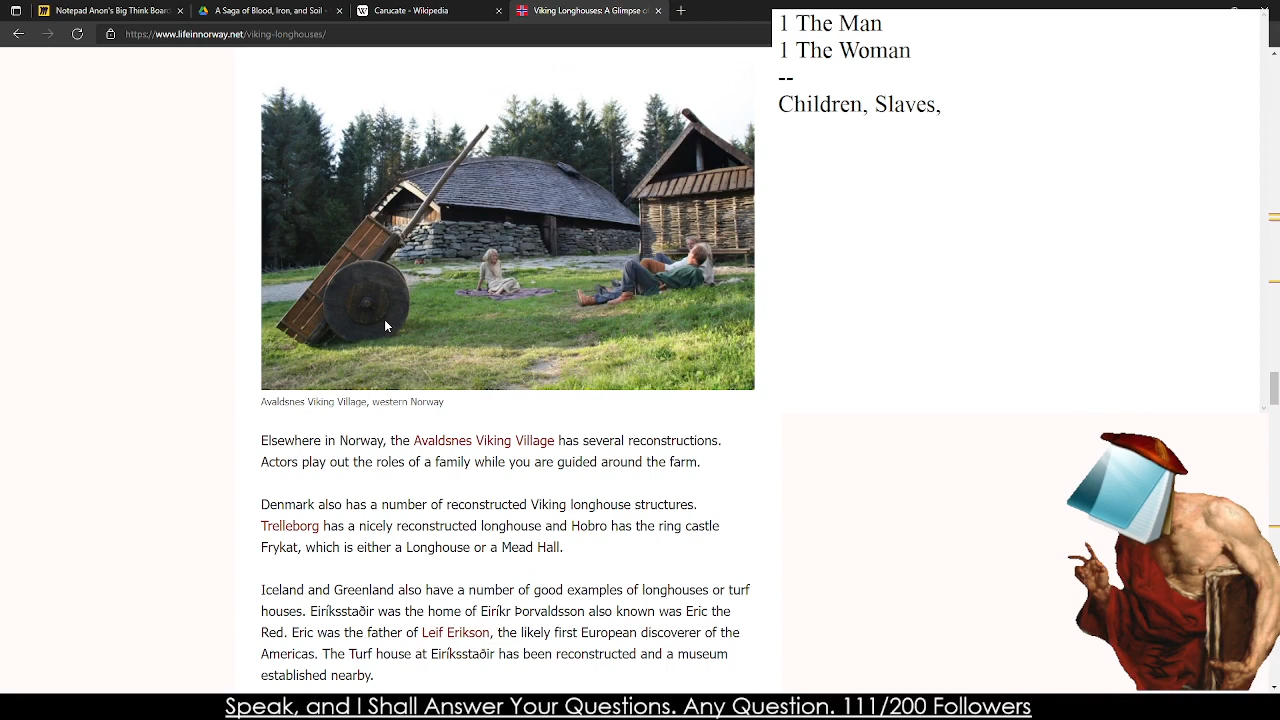 Notepad Anon's Big Think Board
A Saga of Blood, Iron, and Soil -
Carucate - Wikipedia
Viking Longhouses: A Glimpse of
https://www.lifeinnorway.net/viking-longhouses/
1 The Man
1 The Woman
--
Children, Slaves,
Avaldsnes Viking Village, western Norway
Elsewhere in Norway, the Avaldsnes Viking Village has several reconstructions.
Actors play out the roles of a family while you are guided around the farm.
Denmark also has a number of reconstructed Viking longhouse structures.
Trelleborg has a nicely reconstructed longhouse and Hobro has the ring castle
Frykat, which is either a Longhouse or a Mead Hall.
Iceland and Greenland also have a number of good examples of longhouses or turf
houses. Eiríksstaðir was the home of Eiríkr Þorvaldsson also known was Eric the
Red. Eric was the father of Leif Erikson, the likely first European discoverer of the
Americas. The Turf house at Eiríksstaðir has been reconstructed and a museum
established nearby.
Speak, and I Shall Answer Your Questions. Any Question. 111/200 Followers